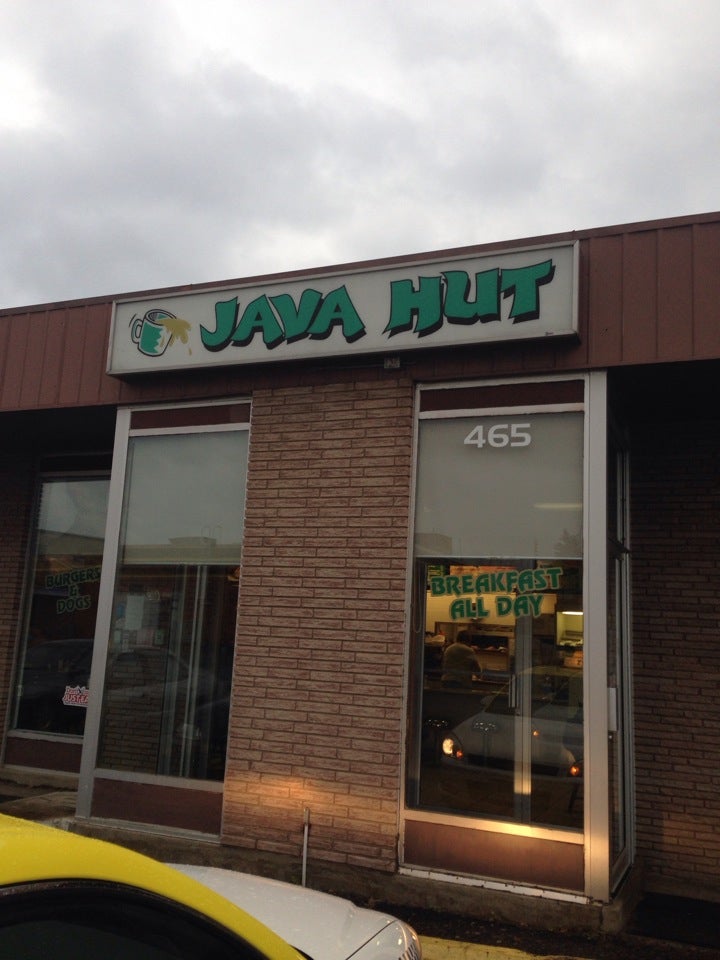 JAVA HUT
465
BREAKFAST
ALL DAY
BURGERS
&
DOGS